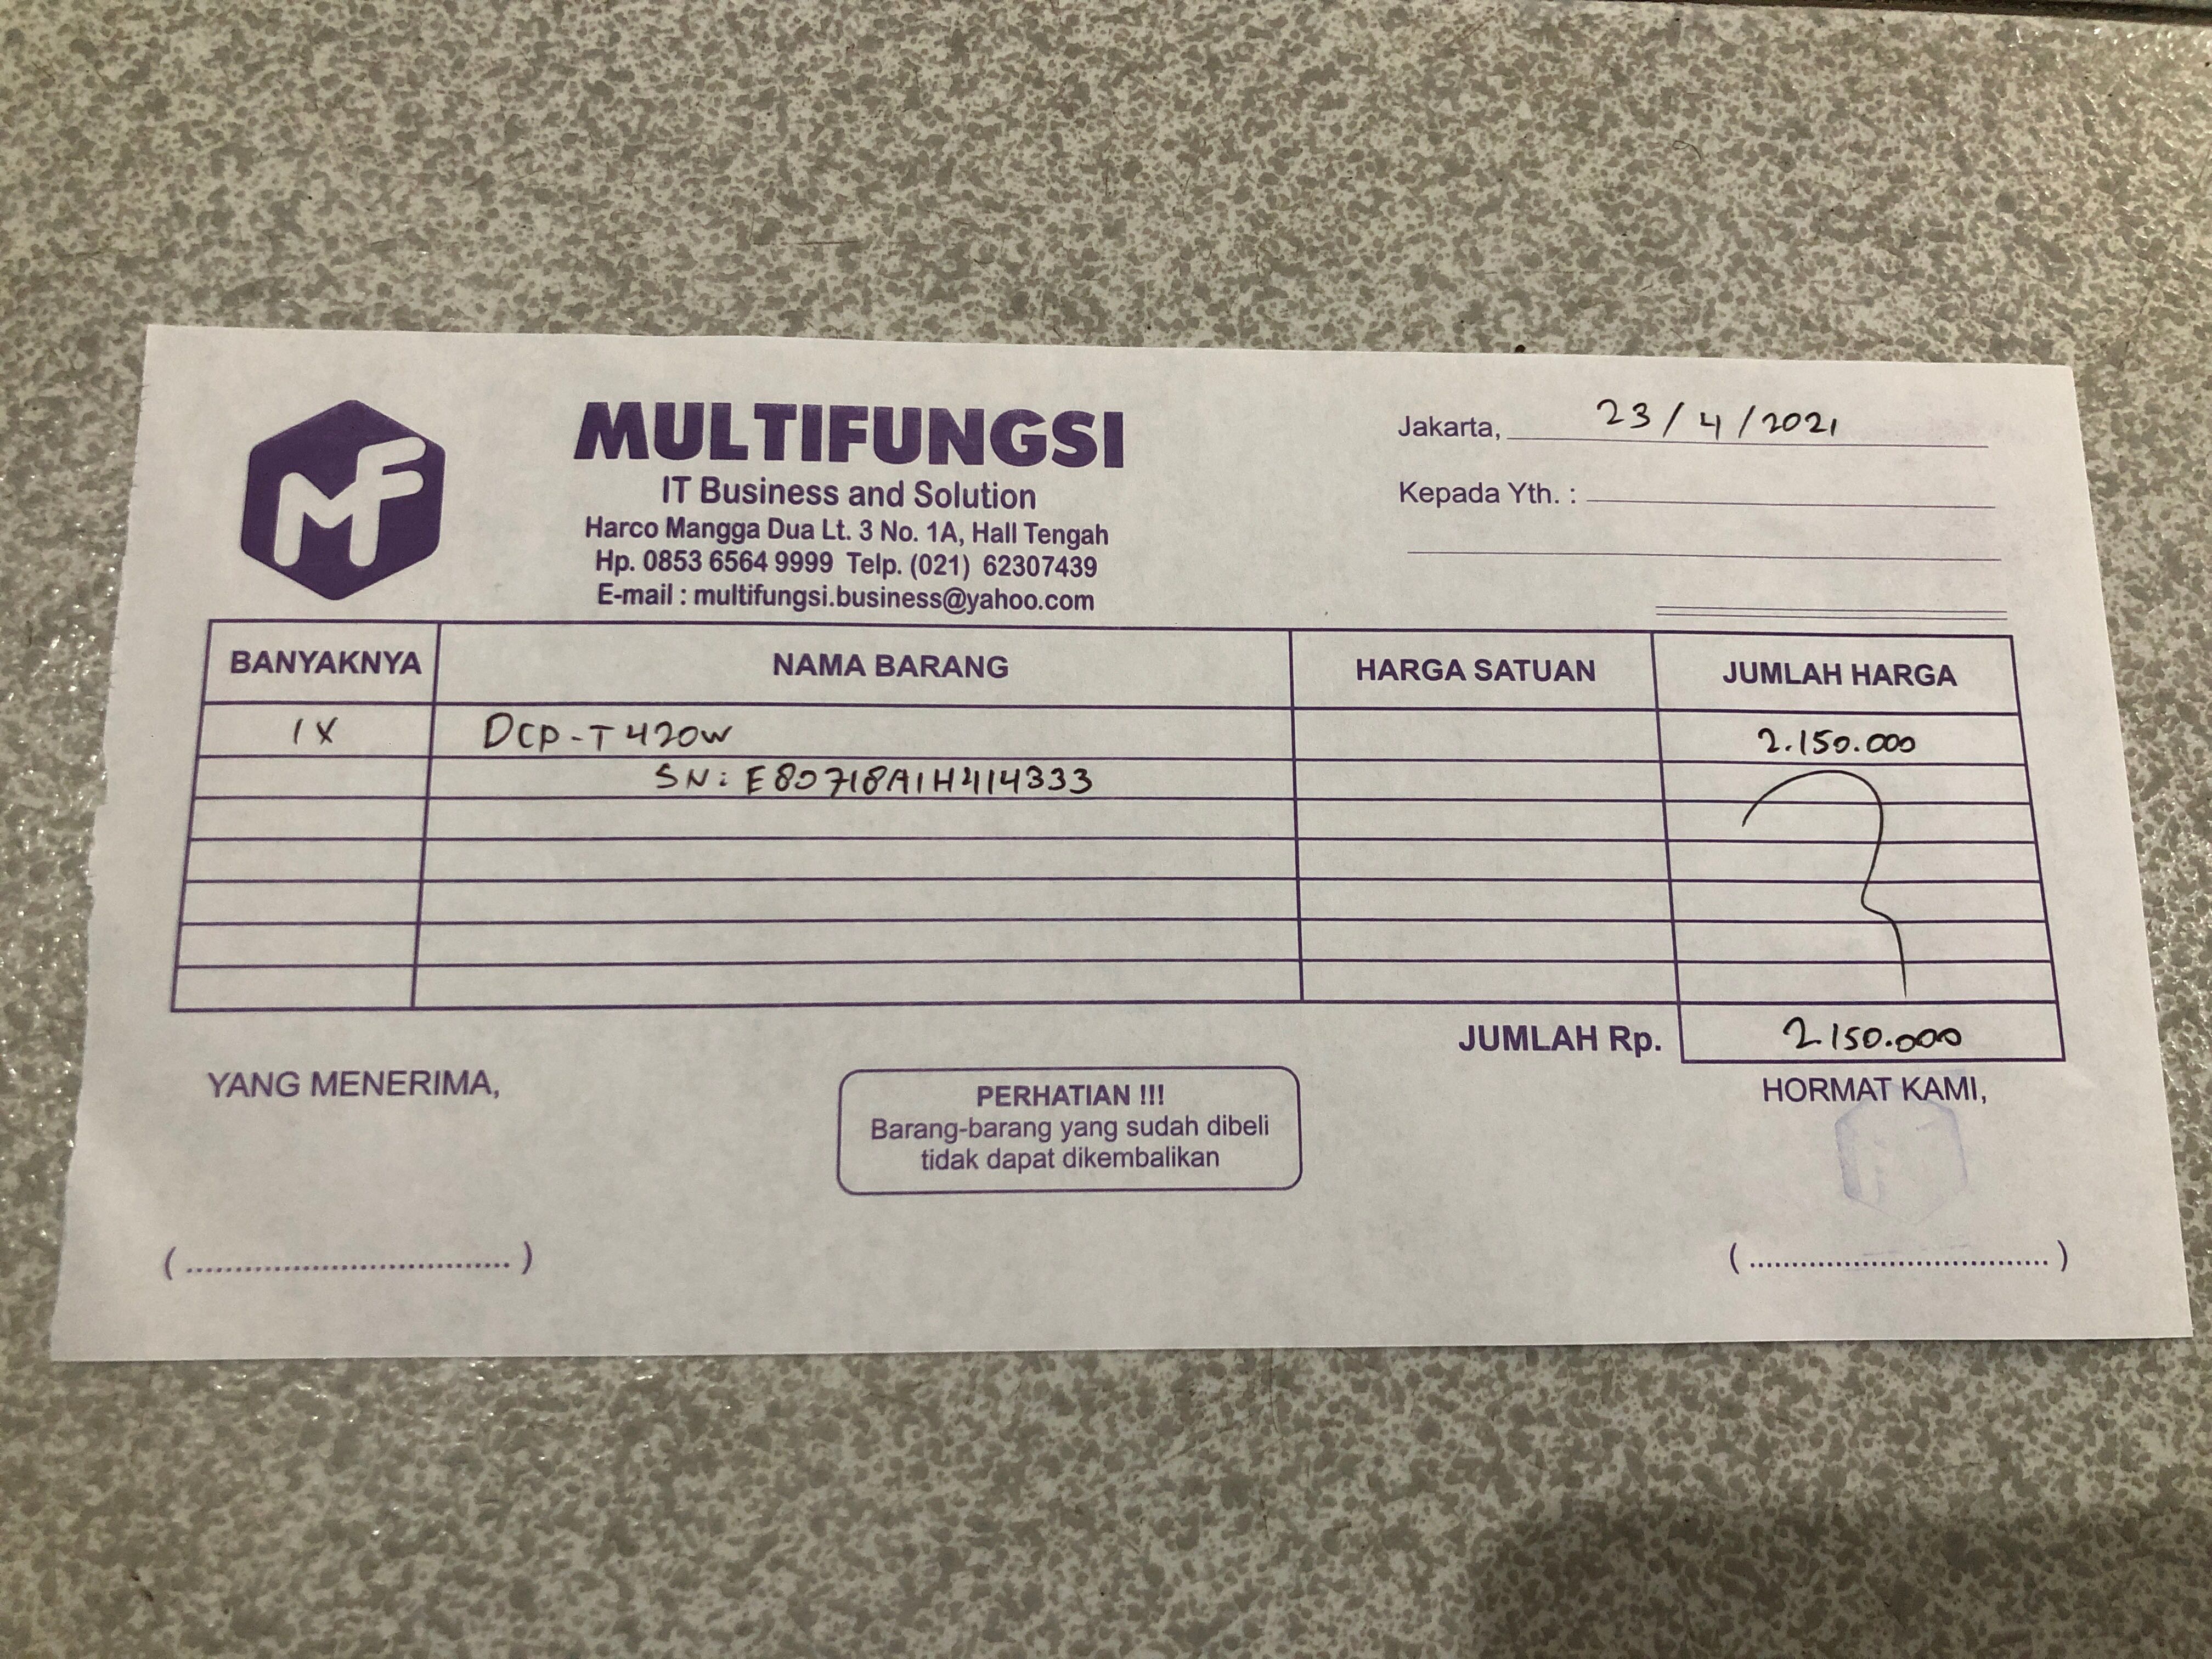 MF
MULTIFUNGSI
IT Business and Solution
Harco Mangga Dua Lt. 3 No. 1A, Hall Tengah
Hp. 0853 6564 9999 Telp. (021) 62307439
E-mail : multifungsi.business@yahoo.com
Jakarta, 23/4/2021
Kepada Yth. :
BANYAKNYA NAMA BARANG HARGA SATUAN JUMLAH HARGA
1X DCP-T420W 2.150.000
SN: E80718A1H414333
JUMLAH Rp. 2.150.000
YANG MENERIMA,
PERHATIAN !!!
Barang-barang yang sudah dibeli
tidak dapat dikembalikan
HORMAT KAMI,
(..................................)
(..................................)